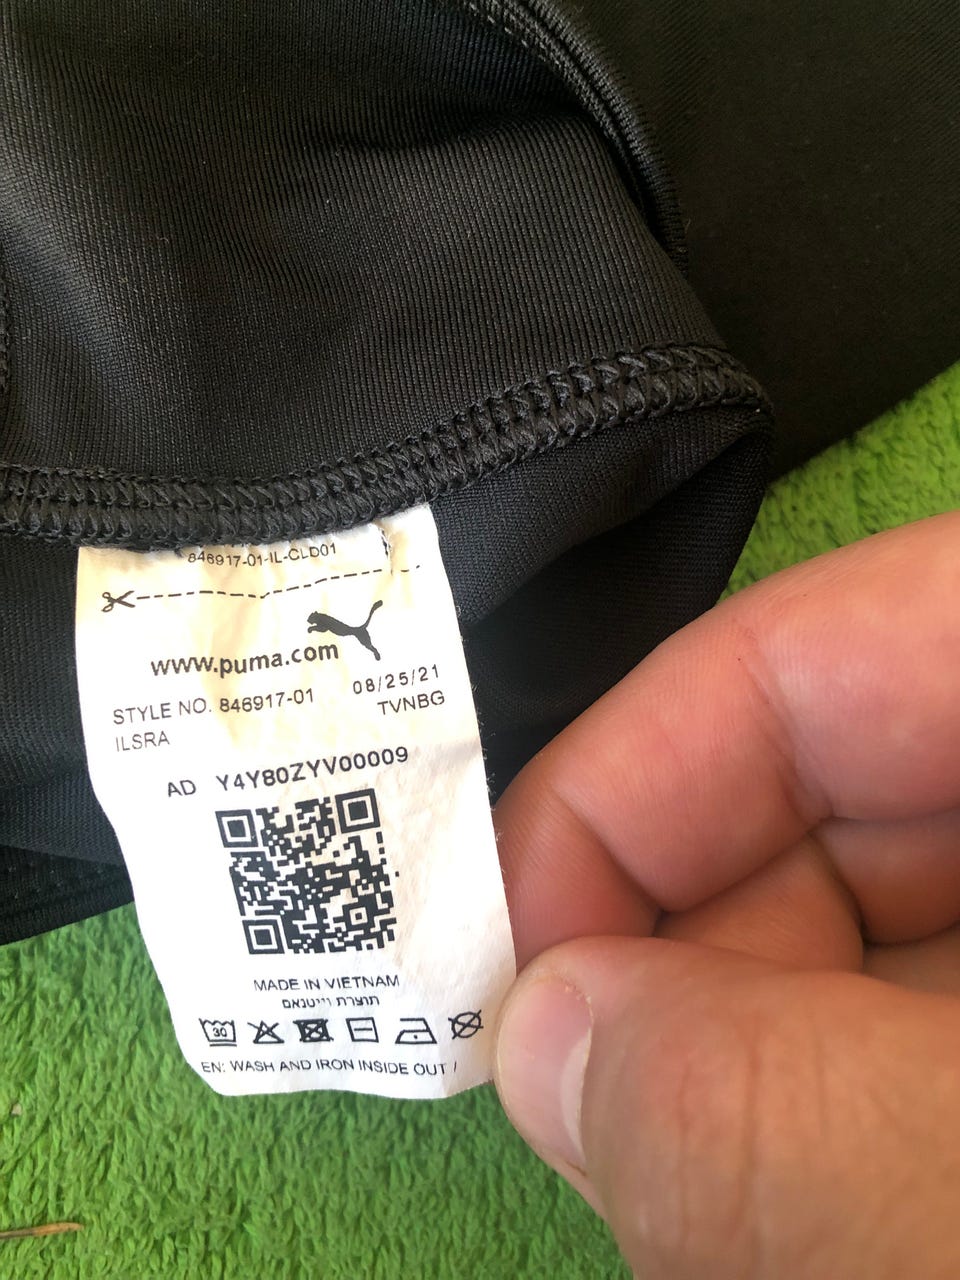 846917-01-IL-CLD01
www.puma.com
STYLE NO. 846917-01 08/25/21
ILSRA TVNBG
AD Y4Y80ZYV00009
MADE IN VIETNAM
תוצרת וייטנאם
30
EN: WASH AND IRON INSIDE OUT /